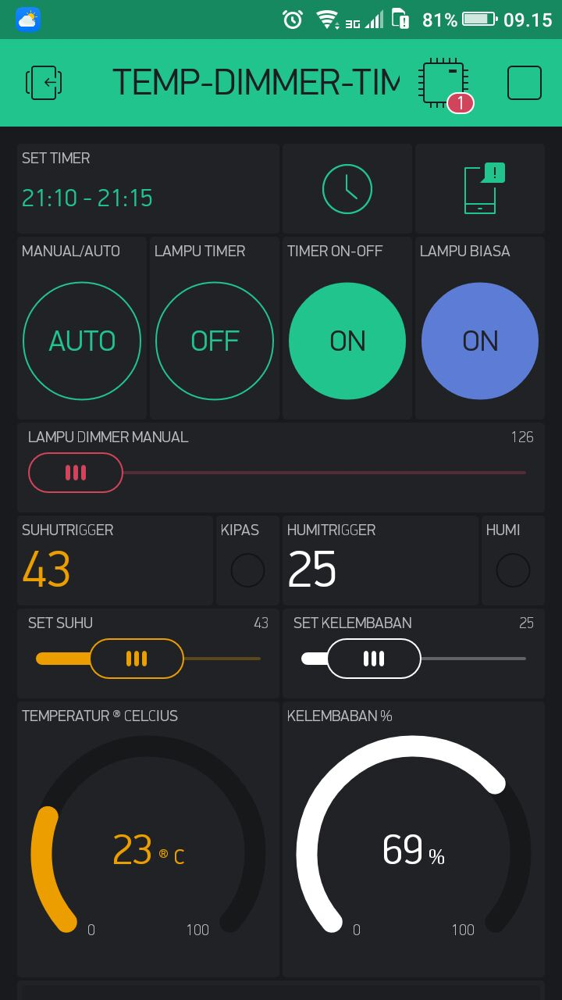 3G 81% 09.15
TEMP-DIMMER-TIM
1
SET TIMER
21:10 - 21:15
MANUAL/AUTO LAMPU TIMER TIMER ON-OFF LAMPU BIASA
AUTO OFF ON ON
LAMPU DIMMER MANUAL 126
SUHUTRIGGER KIPAS HUMITRIGGER HUMI
43 25
SET SUHU 43 SET KELEMBABAN 25
TEMPERATUR ® CELCIUS KELEMBABAN %
23 ® C 69 %
0 100 0 100